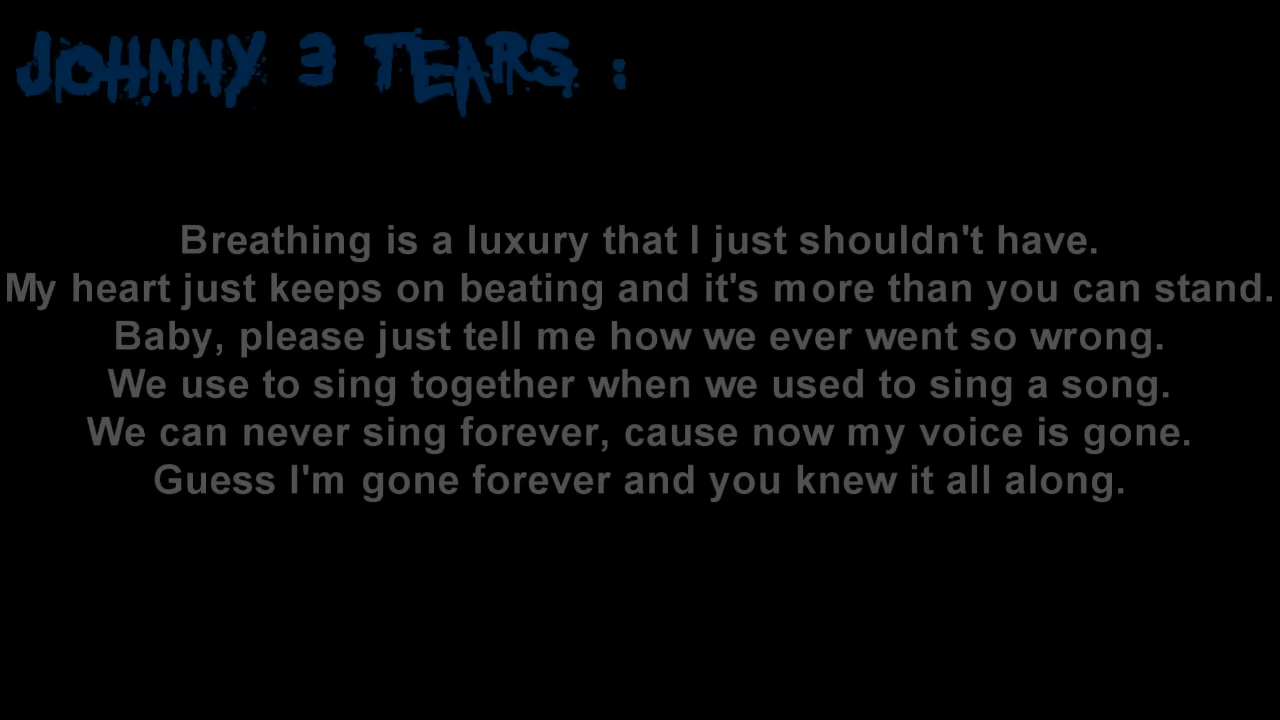 JOHNNY 3 TEARS :
Breathing is a luxury that I just shouldn't have.
My heart just keeps on beating and it's more than you can stand.
Baby, please just tell me how we ever went so wrong.
We use to sing together when we used to sing a song.
We can never sing forever, cause now my voice is gone.
Guess I'm gone forever and you knew it all along.